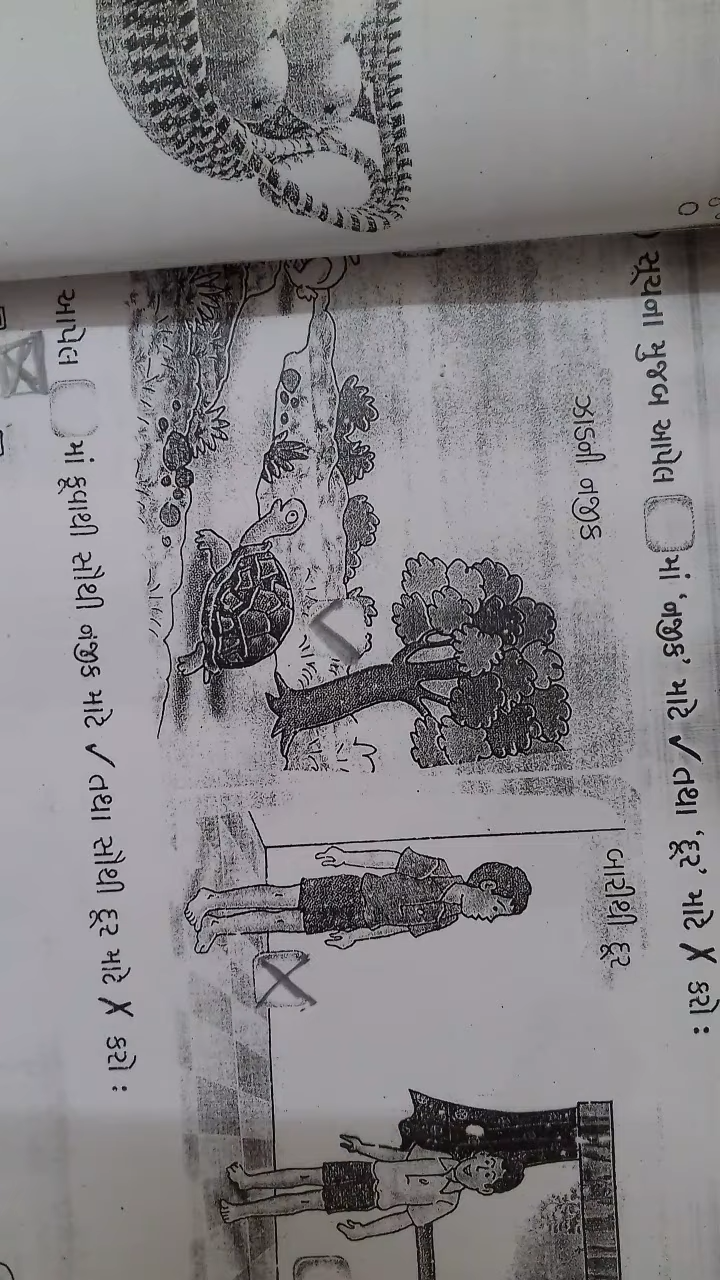 સૂચના મુજબ આપેલ માં ‘નજીક’ માટે ✓ તથા ‘દૂર’ માટે X કરો :
ઝાડની નજીક
બારીથી દૂર
✓
X
આપેલ માં કૂવાથી સૌથી નજીક માટે ✓ તથા સૌથી દૂર માટે X કરો :
X